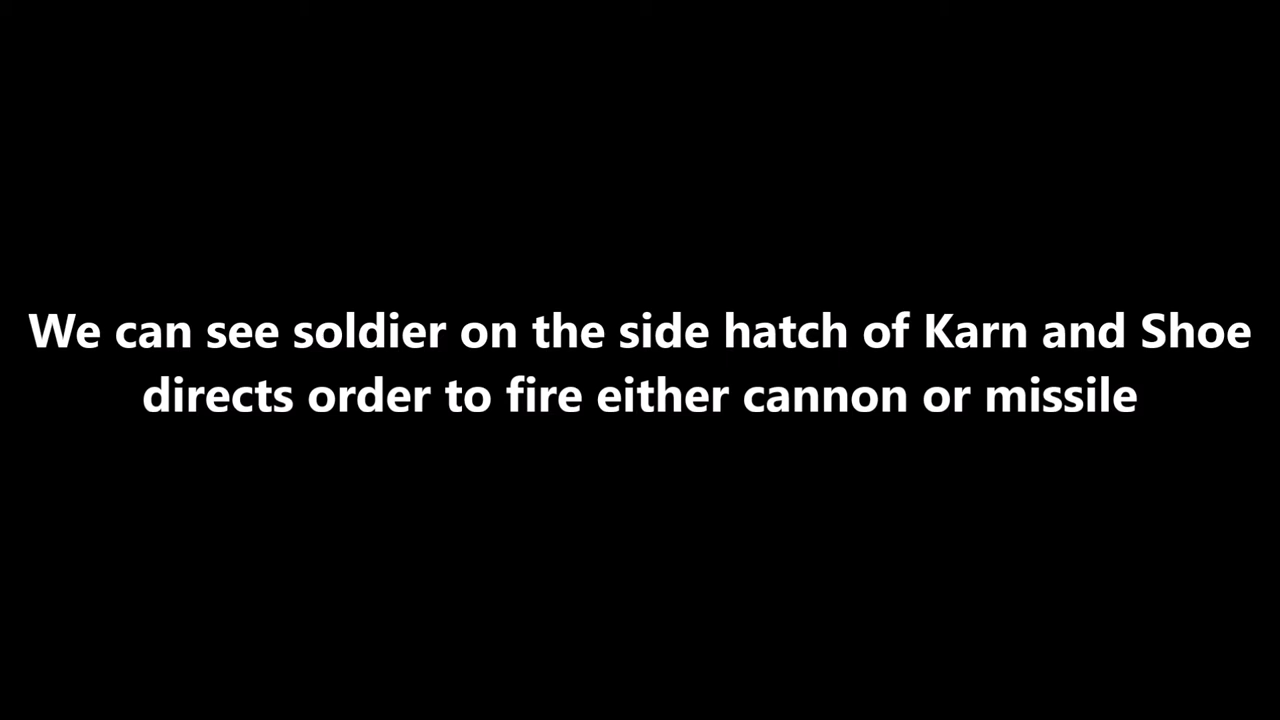 We can see soldier on the side hatch of Karn and Shoe
directs order to fire either cannon or missile